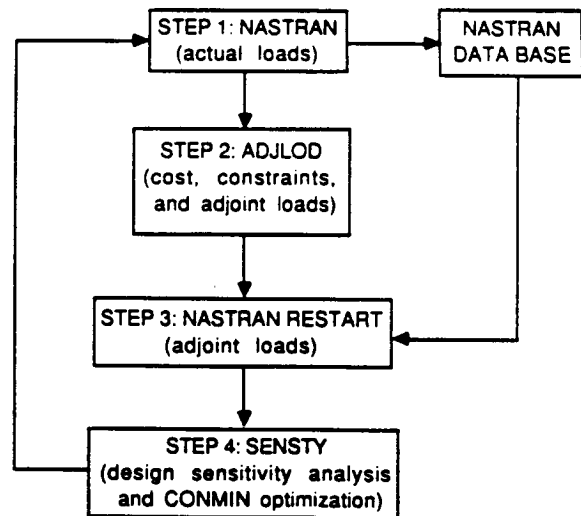 STEP 1: NASTRAN
(actual loads)
NASTRAN
DATA BASE
STEP 2: ADJLOD
(cost, constraints,
and adjoint loads)
STEP 3: NASTRAN RESTART
(adjoint loads)
STEP 4: SENSTY
(design sensitivity analysis
and CONMIN optimization)